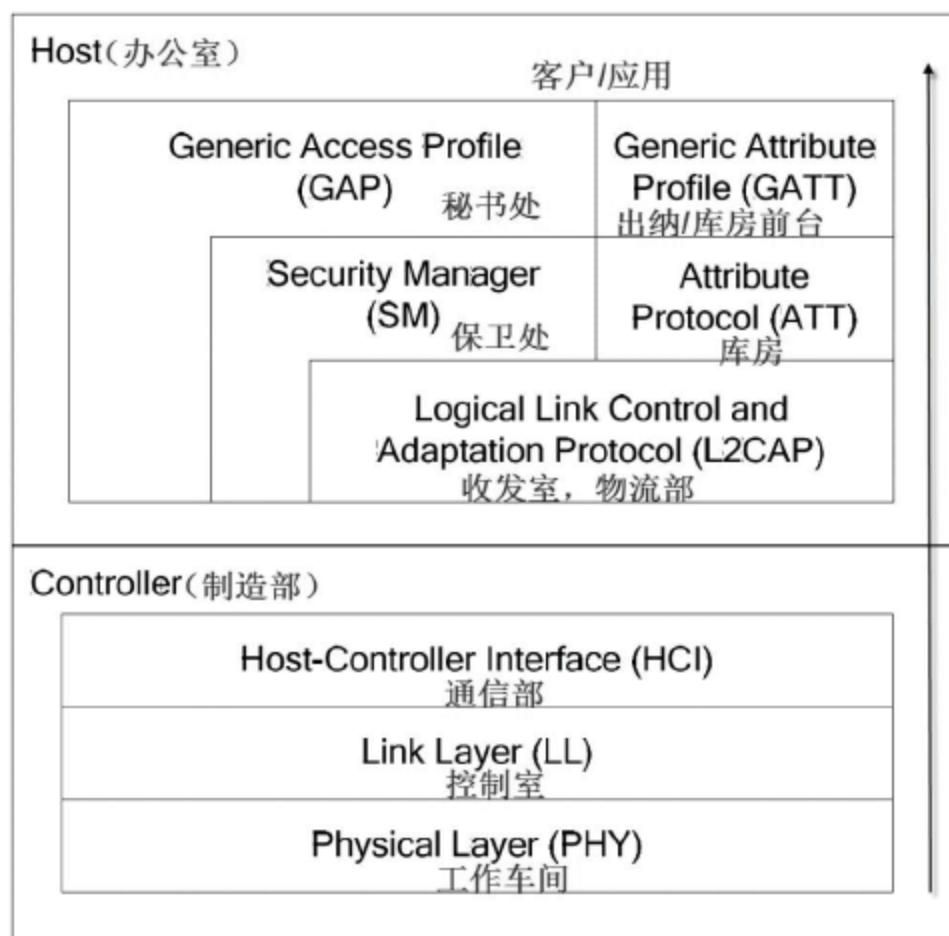 Host(办公室)
客户/应用
Generic Access Profile
(GAP)
秘书处
Generic Attribute
Profile (GATT)
出纳/库房前台
Security Manager
(SM)
保卫处
Attribute
Protocol (ATT)
库房
Logical Link Control and
Adaptation Protocol (L2CAP)
收发室，物流部
Controller(制造部)
Host-Controller Interface (HCI)
通信部
Link Layer (LL)
控制室
Physical Layer (PHY)
工作车间